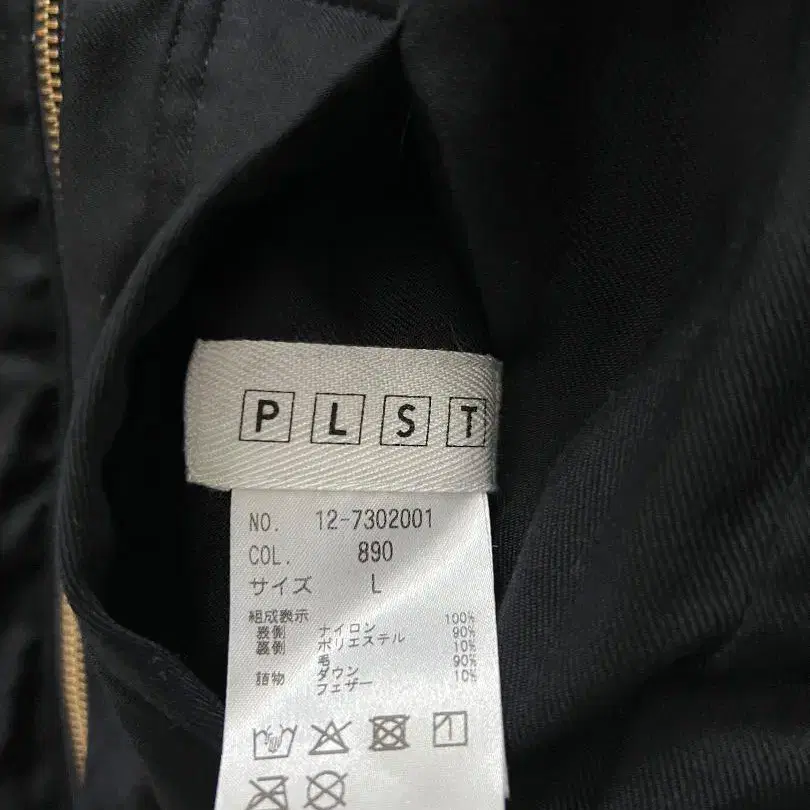 PLST
NO. 12-7302001
COL. 890
サイズ L
組成表示
表側 ナイロン 100%
裏側 ポリエステル 90%
毛 10%
詰物 ダウン 90%
フェザー 10%